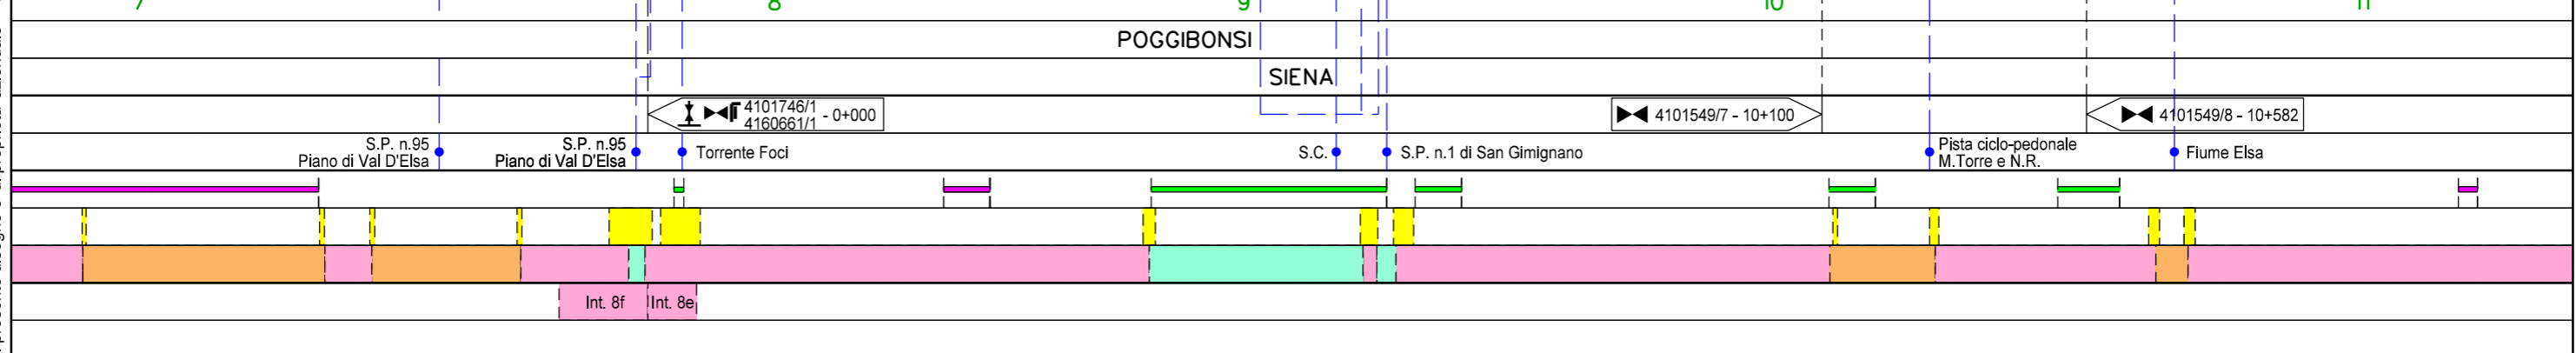 7 8 9 10 11
POGGIBONSI
SIENA
4101746/1
4160661/1 - 0+000
4101549/7 - 10+100
4101549/8 - 10+582
S.P. n.95
Piano di Val D'Elsa
S.P. n.95
Piano di Val D'Elsa
Torrente Foci
S.C.
S.P. n.1 di San Gimignano
Pista ciclo-pedonale
M.Torre e N.R.
Fiume Elsa
Int. 8f
Int. 8e